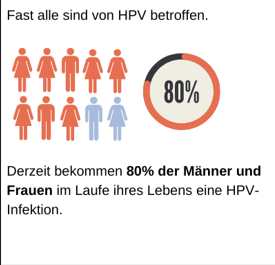 Fast alle sind von HPV betroffen.
80%
Derzeit bekommen 80% der Männer und
Frauen im Laufe ihres Lebens eine HPV-
Infektion.